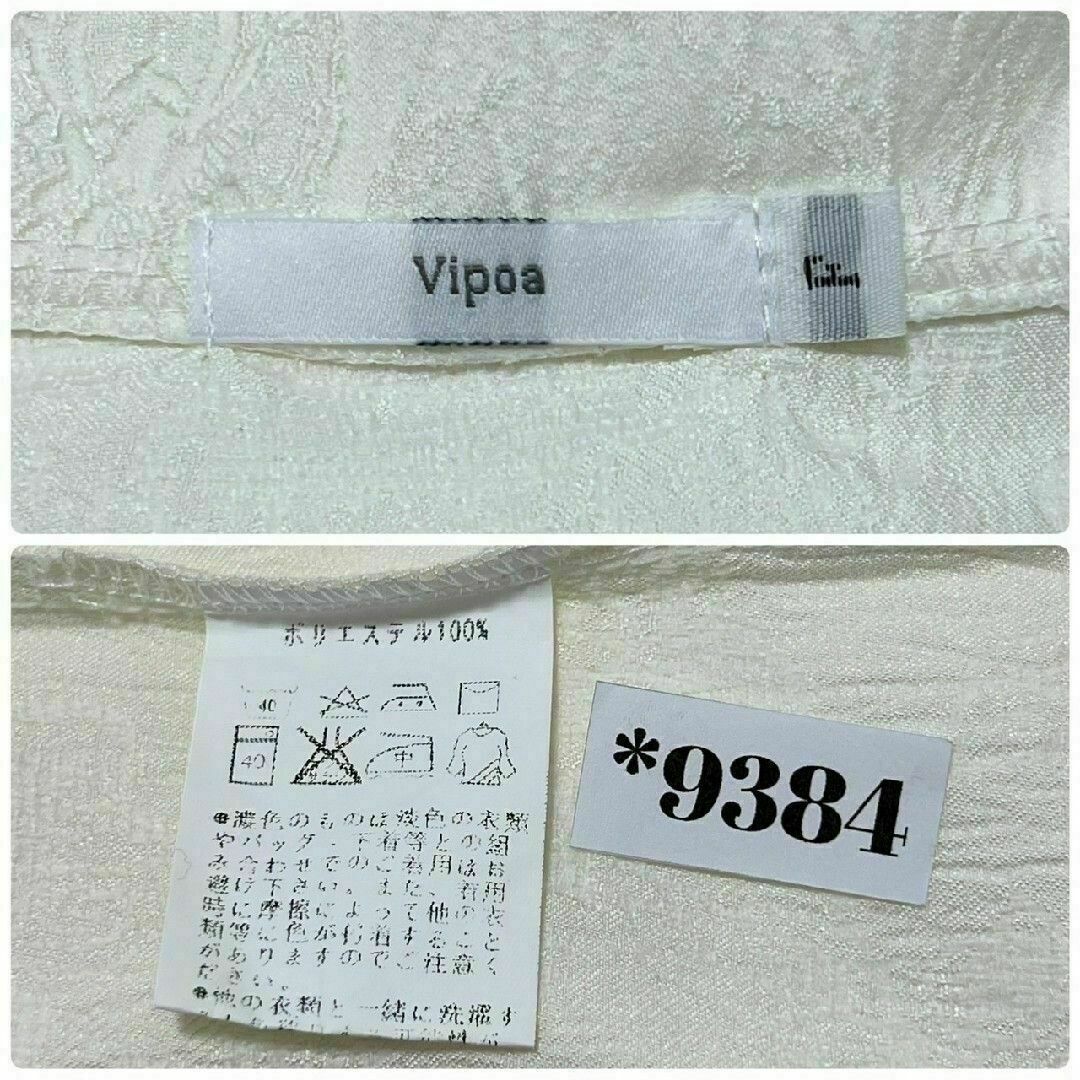 Vipoa
ポリエステル100%
40
40
中
*9384
●濃色のものは淡色の衣類
やバッグ・下着等との組
み合わせでのご着用はお
避け下さい。また、着用
時に摩擦によって他の衣
類等に色が付着すること
がありますのでご注意く
ださい。
●他の衣類と一緒に洗濯す